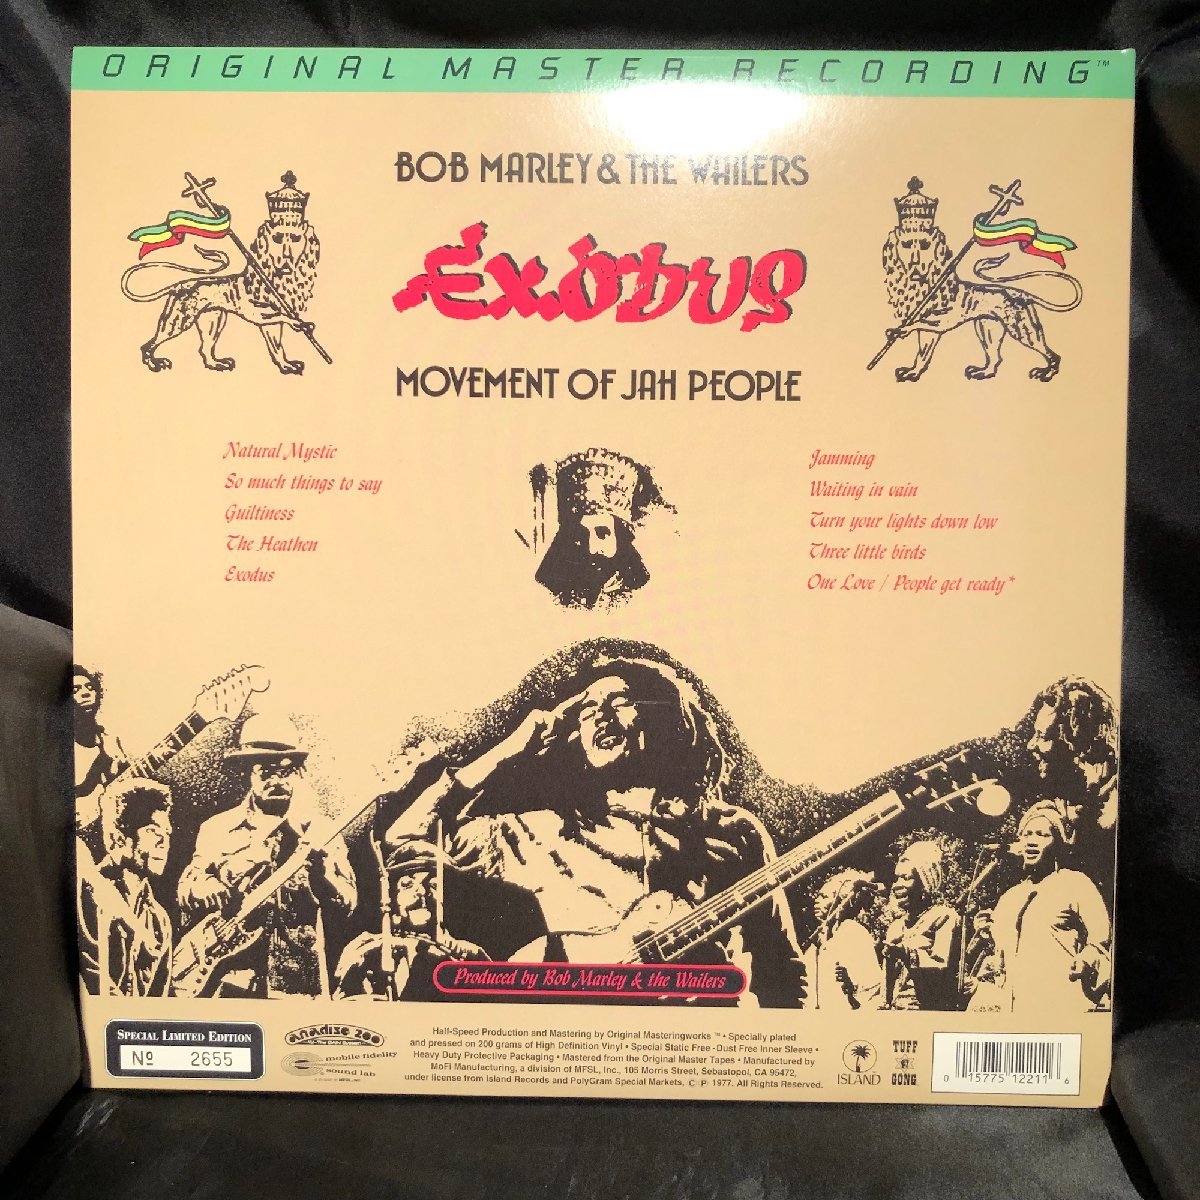 ORIGINAL MASTER RECORDING™
BOB MARLEY & THE WAILERS
Exodus
MOVEMENT OF JAH PEOPLE
Natural Mystic
So much things to say
Guiltiness
The Heathen
Exodus
Jamming
Waiting in vain
Turn your lights down low
Three little birds
One Love / People get ready*
Produced by Bob Marley & the Wailers
SPECIAL LIMITED EDITION
Nº 2655
anadisc 200
mobile fidelity
sound lab
Half-Speed Production and Mastering by Original Masteringworks™ • Specially plated
and pressed on 200 grams of High Definition Vinyl • Special Static Free - Dust Free Inner Sleeve •
Heavy Duty Protective Packaging • Mastered from the Original Master Tapes • Manufactured by
MoFi Manufacturing, a division of MFSL, Inc., 105 Morris Street, Sebastopol, CA 95472,
under license from Island Records and PolyGram Special Markets, © ℗ 1977. All Rights Reserved.
ISLAND
TUFF
GONG
0 15775 12211 6